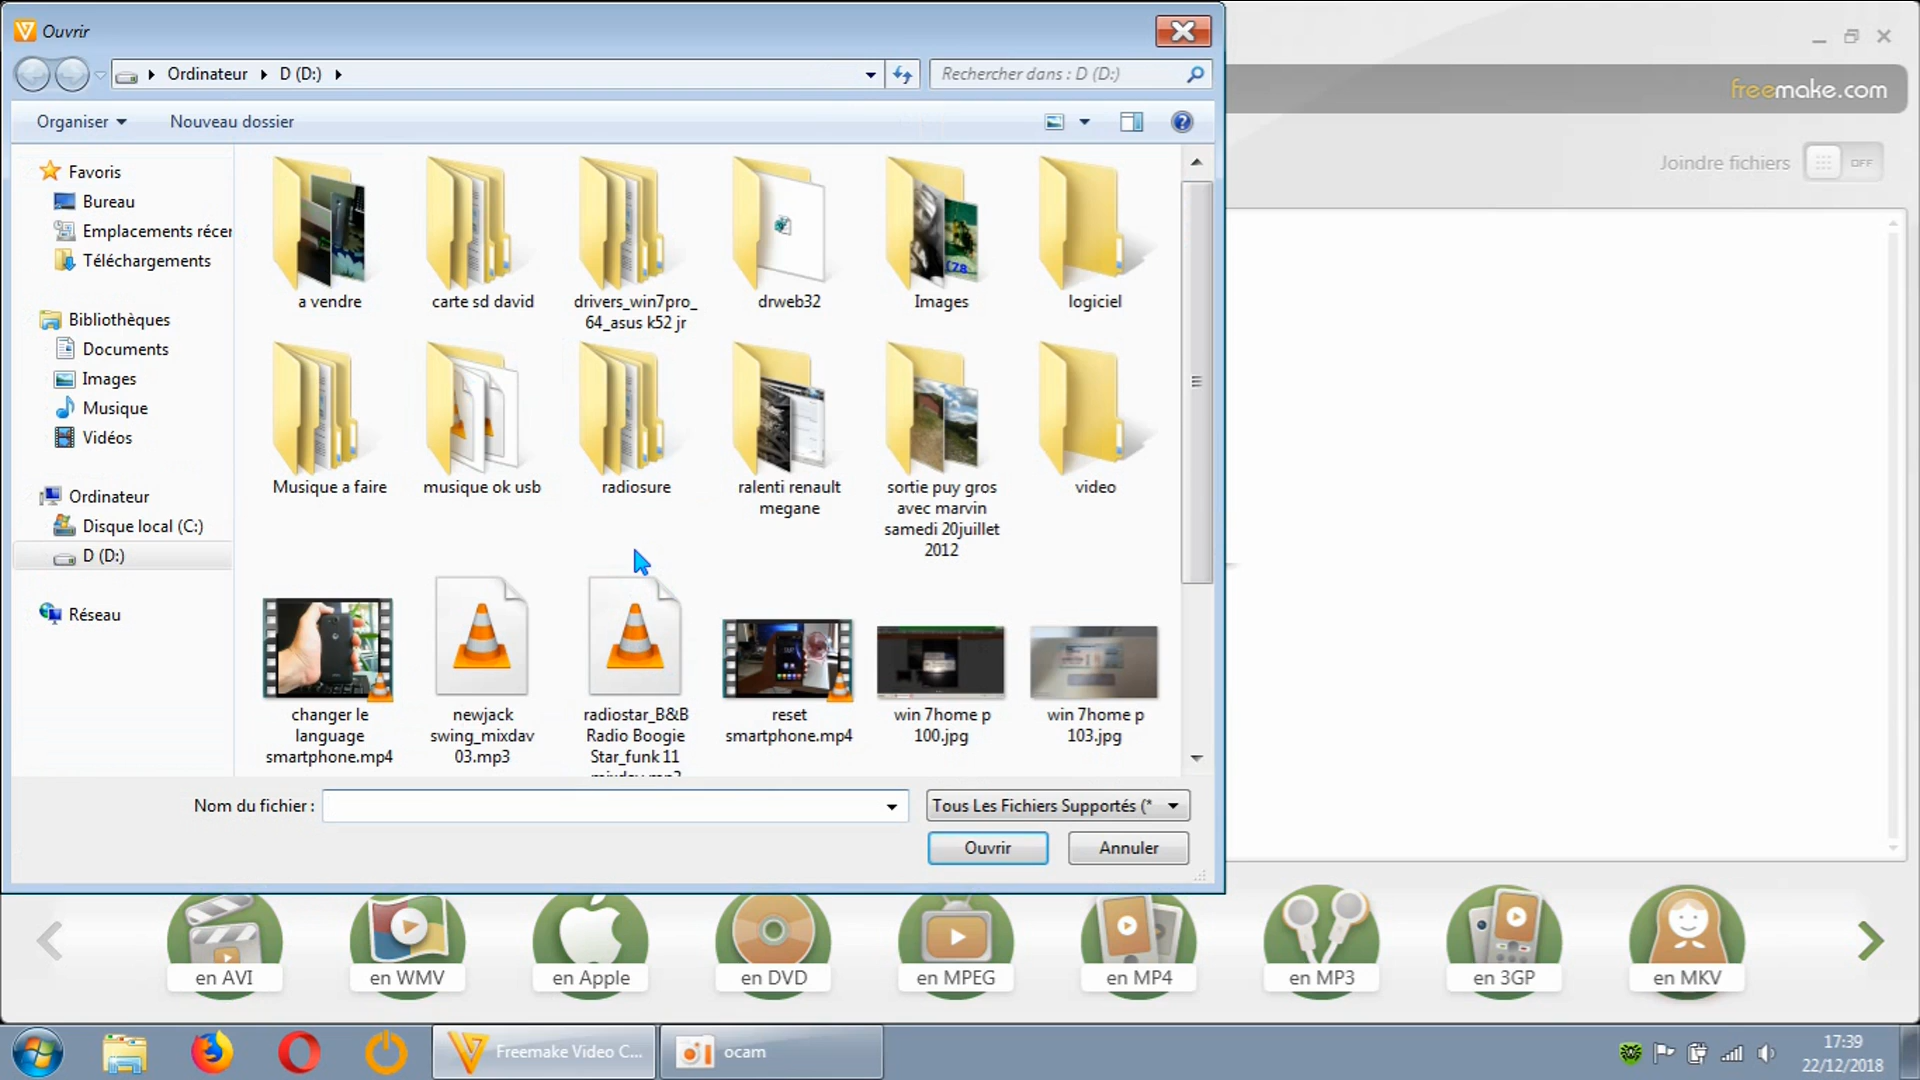 Ouvrir
Ordinateur
D (D:)
Rechercher dans : D (D:)
freemake.com
Organiser
Nouveau dossier
Joindre fichiers
OFF
Favoris
Bureau
Emplacements récer
Téléchargements
Bibliothèques
Documents
Images
Musique
Vidéos
Ordinateur
Disque local (C:)
D (D:)
Réseau
a vendre
carte sd david
drivers_win7pro_
64_asus k52 jr
drweb32
Images
logiciel
Musique a faire
musique ok usb
radiosure
ralenti renault
megane
sortie puy gros
avec marvin
samedi 20juillet
2012
video
changer le
language
smartphone.mp4
newjack
swing_mixdav
03.mp3
radiostar_B&B
Radio Boogie
Star_funk 11
reset
smartphone.mp4
win 7home p
100.jpg
win 7home p
103.jpg
Nom du fichier :
Tous Les Fichiers Supportés (*
Ouvrir
Annuler
en AVI
en WMV
en Apple
en DVD
en MPEG
en MP4
en MP3
en 3GP
en MKV
Freemake Video C...
ocam
17:39
22/12/2018